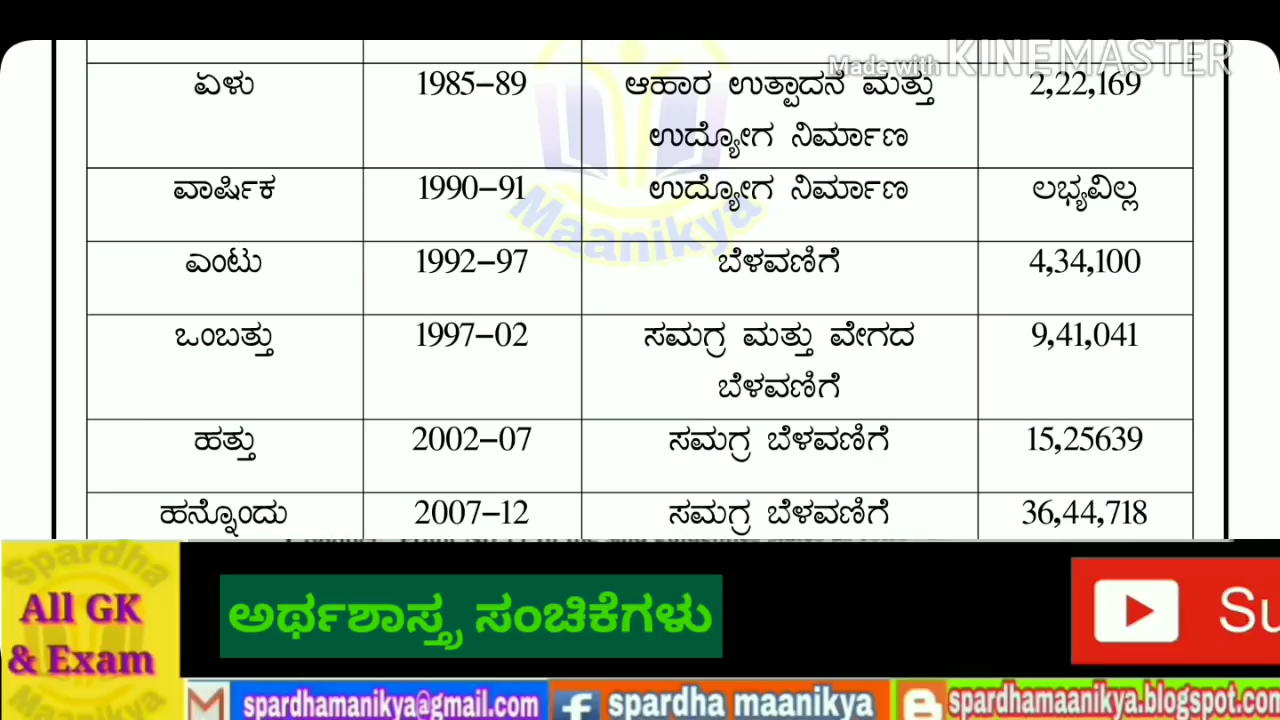 Made with KINEMASTER
ಏಳು 1985–89 ಆಹಾರ ಉತ್ಪಾದನೆ ಮತ್ತು 2,22,169
ಉದ್ಯೋಗ ನಿರ್ಮಾಣ
ವಾರ್ಷಿಕ 1990–91 ಉದ್ಯೋಗ ನಿರ್ಮಾಣ ಲಭ್ಯವಿಲ್ಲ
Maanikya
ಎಂಟು 1992–97 ಬೆಳವಣಿಗೆ 4,34,100
ಒಂಬತ್ತು 1997–02 ಸಮಗ್ರ ಮತ್ತು ವೇಗದ 9,41,041
ಬೆಳವಣಿಗೆ
ಹತ್ತು 2002–07 ಸಮಗ್ರ ಬೆಳವಣಿಗೆ 15,25639
ಹನ್ನೊಂದು 2007–12 ಸಮಗ್ರ ಬೆಳವಣಿಗೆ 36,44,718
Spardha
All GK
& Exam
Maanikya
ಅರ್ಥಶಾಸ್ತ್ರ ಸಂಚಿಕೆಗಳು
Su
spardhamanikya@gmail.com spardha maanikya spardhamaanikya.blogspot.com